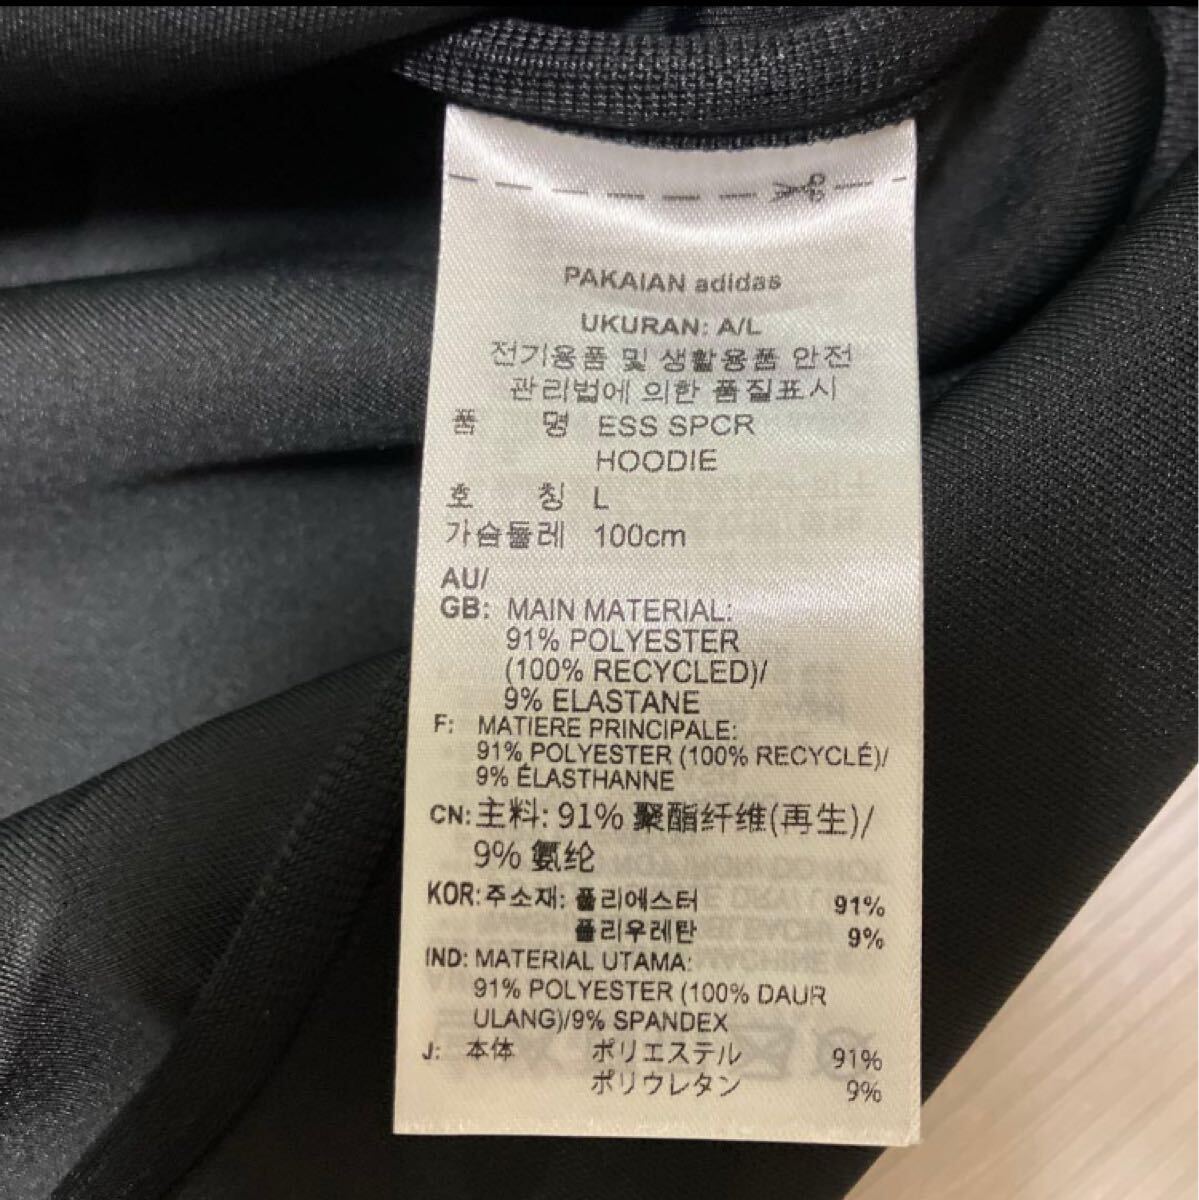 PAKAIAN adidas
UKURAN: A/L
전기용품 및 생활용품 안전
관리법에 의한 품질표시
품 명 ESS SPCR
HOODIE
호 칭 L
가슴둘레 100cm
AU/
GB: MAIN MATERIAL:
91% POLYESTER
(100% RECYCLED)/
9% ELASTANE
F: MATIERE PRINCIPALE:
91% POLYESTER (100% RECYCLÉ)/
9% ÉLASTHANNE
CN: 主料: 91% 聚酯纤维(再生)/
9% 氨纶
KOR: 주소재: 폴리에스터 91%
폴리우레탄 9%
IND: MATERIAL UTAMA:
91% POLYESTER (100% DAUR
ULANG)/9% SPANDEX
J: 本体 ポリエステル 91%
ポリウレタン 9%